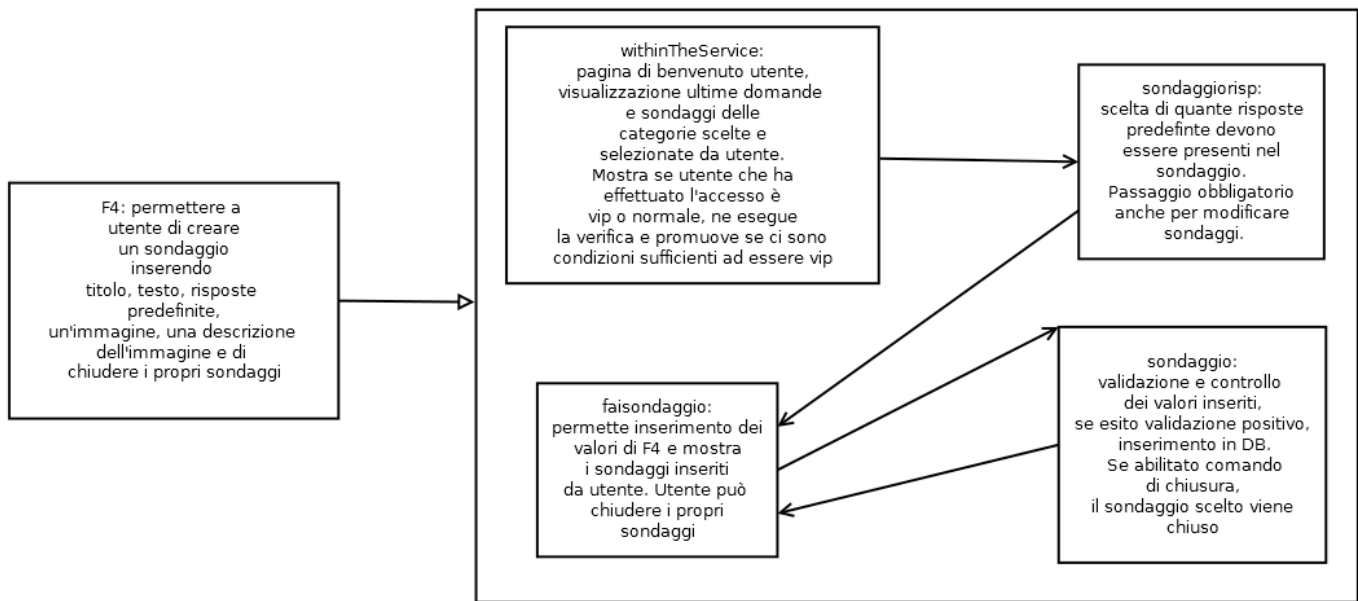 F4: permettere a
utente di creare
un sondaggio
inserendo
titolo, testo, risposte
predefinite,
un'immagine, una descrizione
dell'immagine e di
chiudere i propri sondaggi
withinTheService:
pagina di benvenuto utente,
visualizzazione ultime domande
e sondaggi delle
categorie scelte e
selezionate da utente.
Mostra se utente che ha
effettuato l'accesso è
vip o normale, ne esegue
la verifica e promuove se ci sono
condizioni sufficienti ad essere vip
sondaggiorisp:
scelta di quante risposte
predefinte devono
essere presenti nel
sondaggio.
Passaggio obbligatorio
anche per modificare
sondaggi.
faisondaggio:
permette inserimento dei
valori di F4 e mostra
i sondaggi inseriti
da utente. Utente può
chiudere i propri
sondaggi
sondaggio:
validazione e controllo
dei valori inseriti,
se esito validazione positivo,
inserimento in DB.
Se abilitato comando
di chiusura,
il sondaggio scelto viene
chiuso